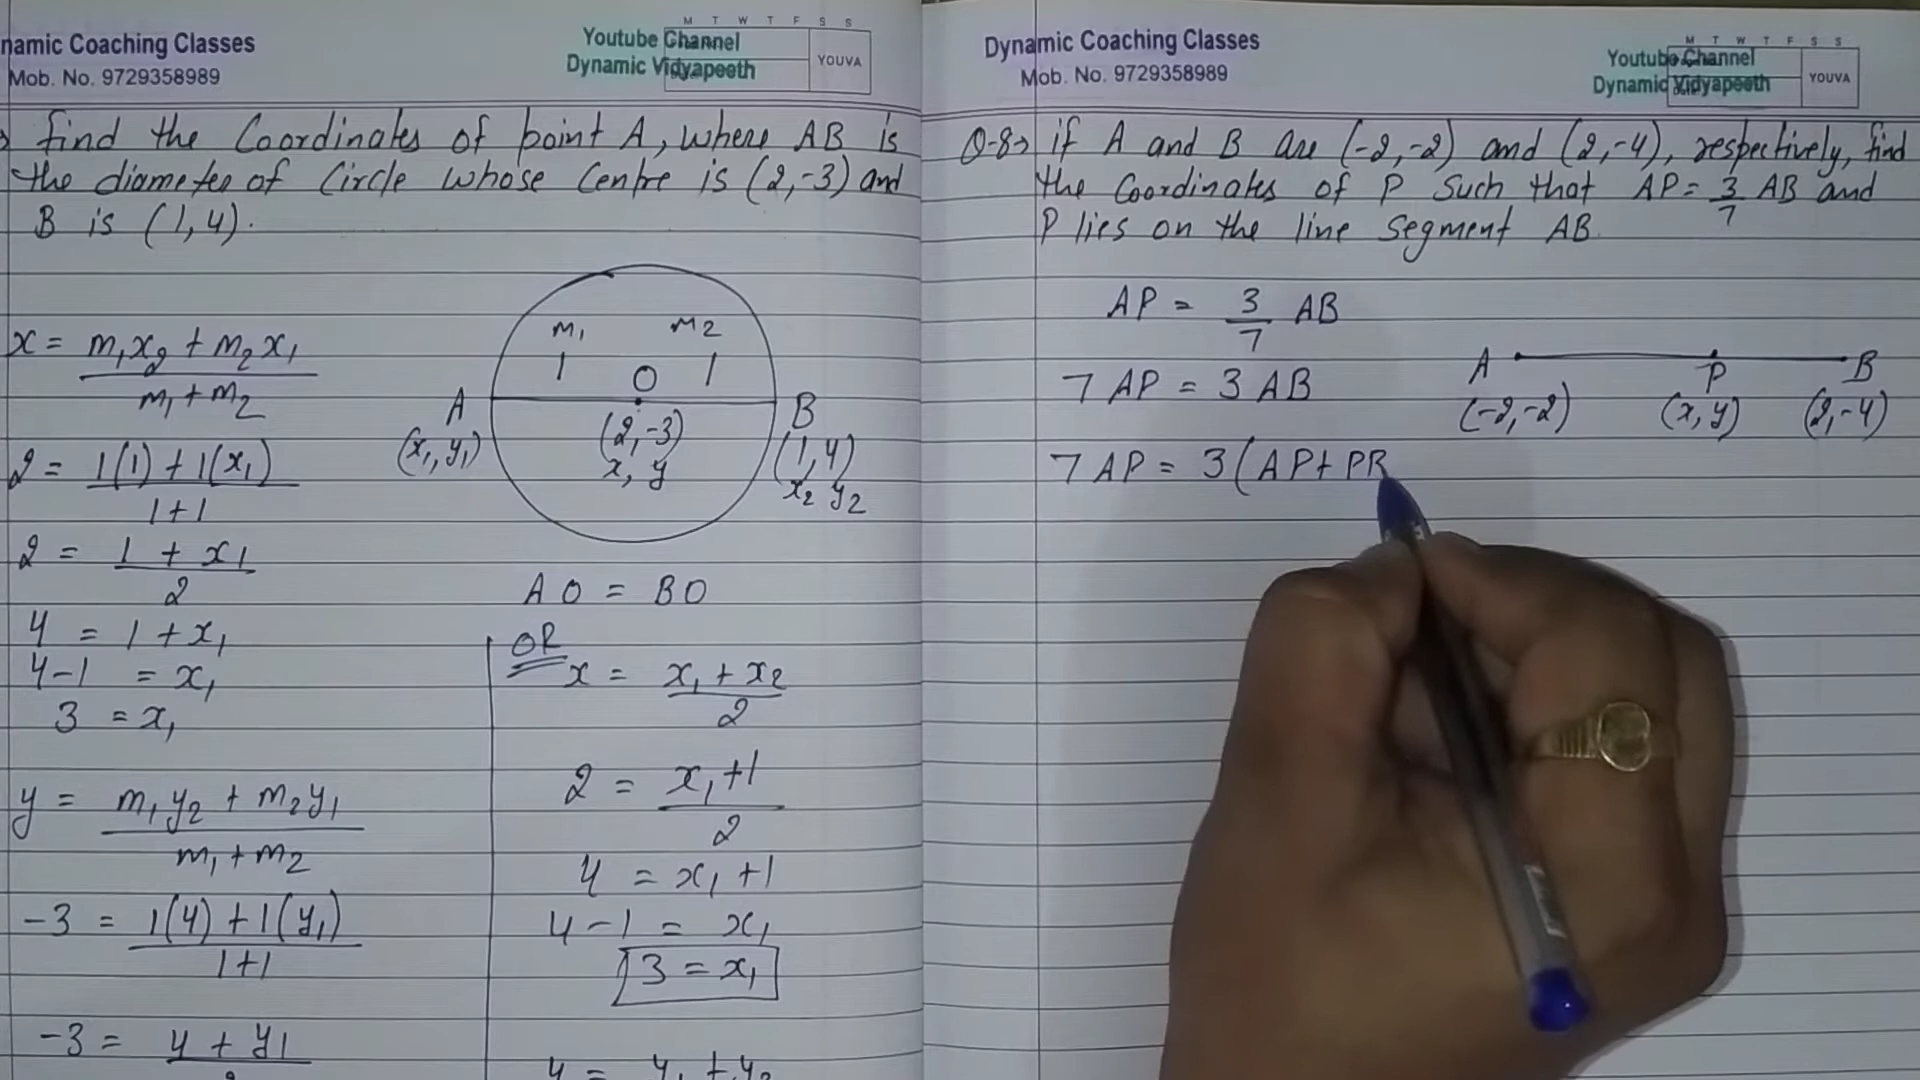 namic Coaching Classes
Mob. No. 9729358989
Youtube Channel
Dynamic Vidyapeeth
M T W T F S S
YOUVA
find the Coordinates of point A, where AB is
the diameter of Circle whose Centre is (2,-3) and
B is (1,4).
x = m₁x₂ + m₂x₁
m₁ + m₂
2 = 1(1) + 1(x₁)
1+1
2 = 1 + x₁
2
4 = 1 + x₁
4-1 = x₁
3 = x₁
y = m₁y₂ + m₂y₁
m₁ + m₂
-3 = 1(4) + 1(y₁)
1+1
-3 = 4 + y₁
m₁ m₂
1 O 1
A B
(x₁, y₁) (2,-3) (1,4)
x, y x₂ y₂
AO = BO
OR
x = x₁ + x₂
2
2 = x₁ + 1
2
4 = x₁ + 1
4 - 1 = x₁
3 = x₁
y = y₁ + y₂
Dynamic Coaching Classes
Mob. No. 9729358989
Youtube Channel
Dynamic Vidyapeeth
M T W T F S S
YOUVA
Q-8→ if A and B are (-2,-2) and (2,-4), respectively, find
the Coordinates of P Such that AP = 3/7 AB and
P lies on the line Segment AB.
AP = 3/7 AB
7 AP = 3 AB
7 AP = 3 (AP + PB
A P B
(-2,-2) (x, y) (2,-4)